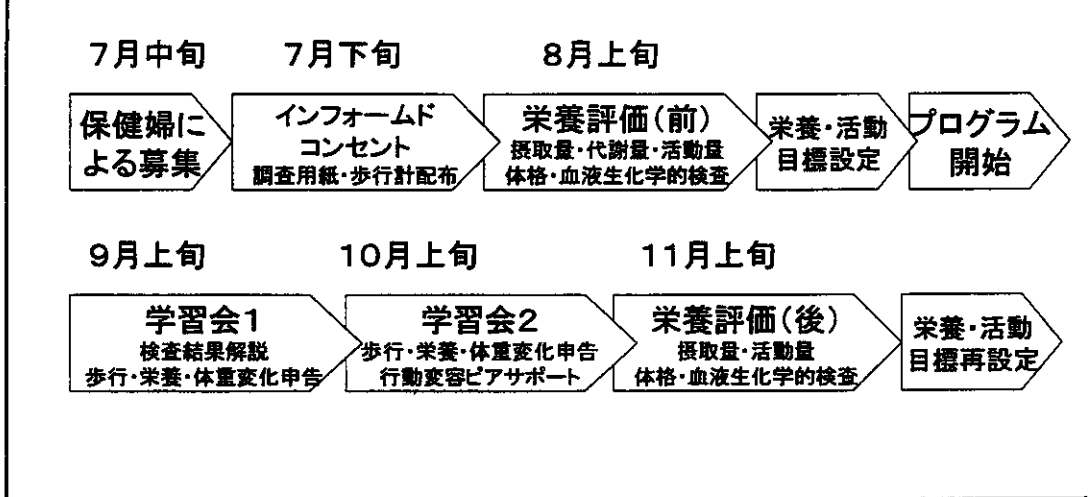 7月中旬
7月下旬
8月上旬
保健婦に
よる募集
インフォームド
コンセント
調査用紙・歩行計配布
栄養評価(前)
摂取量・代謝量・活動量
体格・血液生化学的検査
栄養・活動
目標設定
プログラム
開始
9月上旬
10月上旬
11月上旬
学習会1
検査結果解説
歩行・栄養・体重変化申告
学習会2
歩行・栄養・体重変化申告
行動変容ピアサポート
栄養評価(後)
摂取量・活動量
体格・血液生化学的検査
栄養・活動
目標再設定